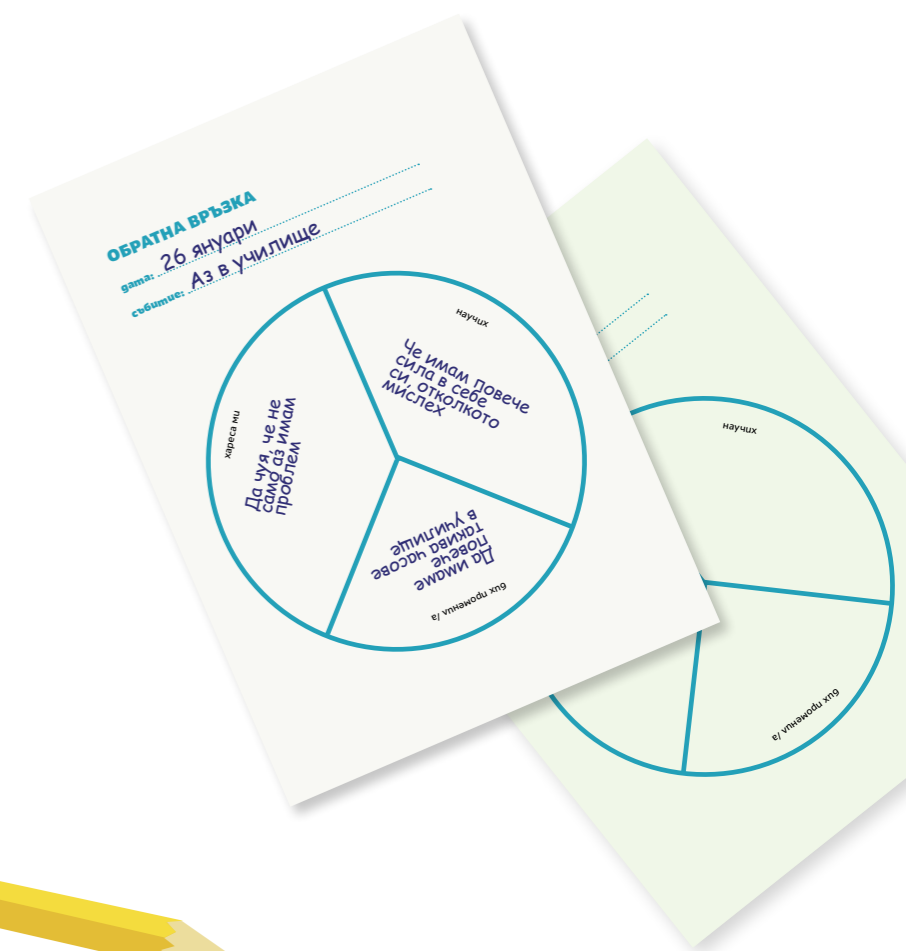 ОБРАТНА ВРЪЗКА
дата: 26 януари
събитие: Аз в училище
научих
Че имам повече
сила в себе
си, отколкото
мислех
хареса ми
Да чуя, че не
само аз имам
проблем
бих променил /а
Да имаме
повече
такива часове
в училище
научих
бих променил /а